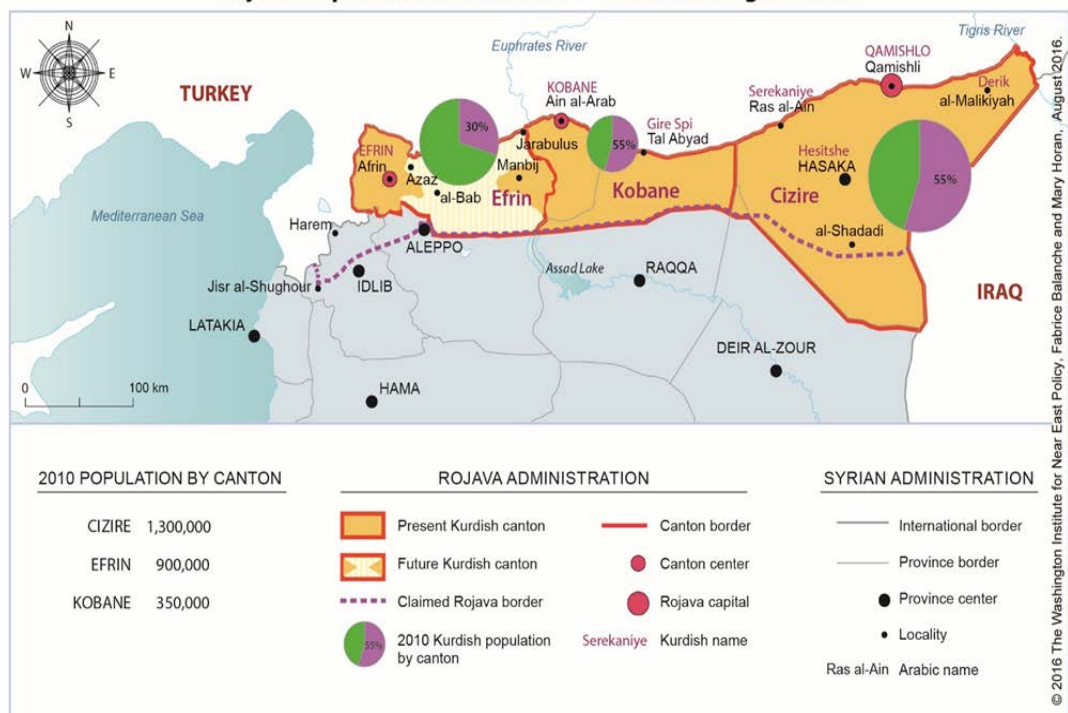 N
W
E
S
TURKEY
Mediterranean Sea
Euphrates River
Tigris River
EFRIN
Afrin
Azaz
al-Bab
30%
Jarabulus
Manbij
Efrin
KOBANE
Ain al-Arab
55%
Gire Spi
Tal Abyad
Kobane
Serekaniye
Ras al-Ain
QAMISHLO
Qamishli
Derik
al-Malikiyah
Hesitshe
HASAKA
Cizire
55%
al-Shadadi
Harem
ALEPPO
IDLIB
Jisr al-Shughour
LATAKIA
HAMA
Assad Lake
RAQQA
DEIR AL-ZOUR
IRAQ
0
100 km
2010 POPULATION BY CANTON
CIZIRE 1,300,000
EFRIN 900,000
KOBANE 350,000
ROJAVA ADMINISTRATION
Present Kurdish canton
Future Kurdish canton
Claimed Rojava border
55%
2010 Kurdish population
by canton
Canton border
Canton center
Rojava capital
Serekaniye Kurdish name
SYRIAN ADMINISTRATION
International border
Province border
Province center
Locality
Ras al-Ain Arabic name
© 2016 The Washington Institute for Near East Policy, Fabrice Balanche and Mary Horan, August 2016.